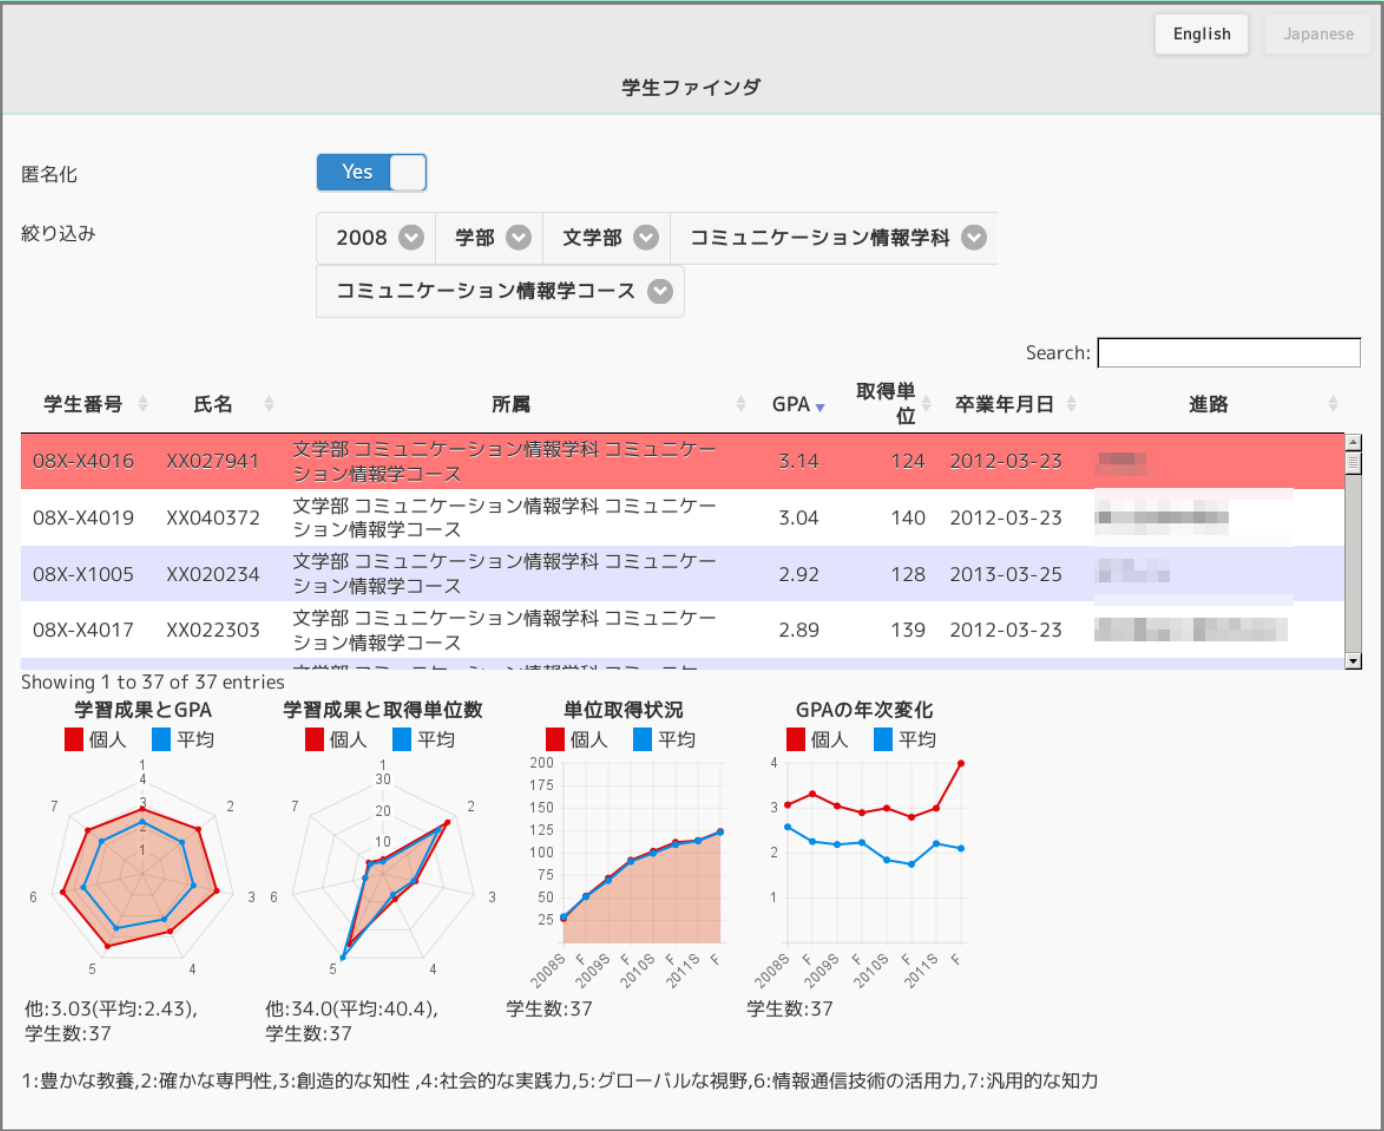 English Japanese
学生ファインダ
匿名化 Yes
絞り込み 2008 学部 文学部 コミュニケーション情報学科
コミュニケーション情報学コース
Search:
学生番号 氏名 所属 GPA 取得単位 卒業年月日 進路
08X-X4016 XX027941 文学部 コミュニケーション情報学科 コミュニケー
ション情報学コース 3.14 124 2012-03-23
08X-X4019 XX040372 文学部 コミュニケーション情報学科 コミュニケー
ション情報学コース 3.04 140 2012-03-23
08X-X1005 XX020234 文学部 コミュニケーション情報学科 コミュニケー
ション情報学コース 2.92 128 2013-03-25
08X-X4017 XX022303 文学部 コミュニケーション情報学科 コミュニケー
ション情報学コース 2.89 139 2012-03-23
Showing 1 to 37 of 37 entries
学習成果とGPA
個人 平均
1
4
3
2
1
7 2
6 3
5 4
他:3.03(平均:2.43),
学生数:37
学習成果と取得単位数
個人 平均
1
30
20
10
7 2
6 3
5 4
他:34.0(平均:40.4),
学生数:37
単位取得状況
個人 平均
200
175
150
125
100
75
50
25
2008S F 2009S F 2010S F 2011S F
学生数:37
GPAの年次変化
個人 平均
4
3
2
1
2008S F 2009S F 2010S F 2011S F
学生数:37
1:豊かな教養,2:確かな専門性,3:創造的な知性 ,4:社会的な実践力,5:グローバルな視野,6:情報通信技術の活用力,7:汎用的な知力